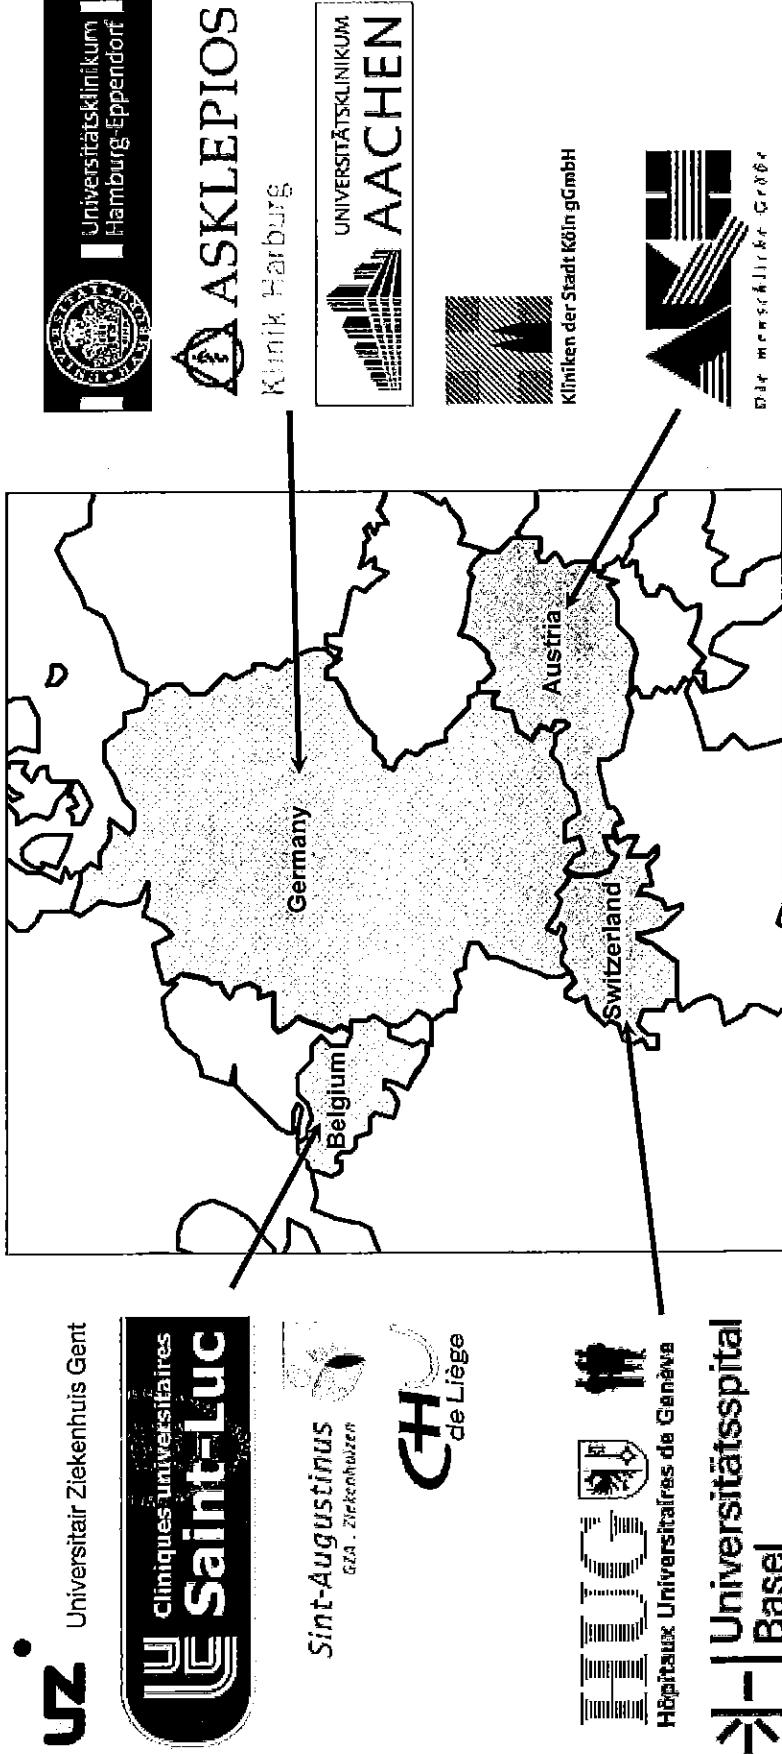 uz
Universitair Ziekenhuis Gent
Cliniques universitaires
Saint-Luc
Sint-Augustinus
GZA . Ziekenhuizen
CHU
de Liège
HUG
Hôpitaux Universitaires de Genève
Universitätsspital
Basel
Belgium
Germany
Switzerland
Austria
Universitätsklinikum
Hamburg-Eppendorf
ASKLEPIOS
Klinik Harburg
UNIVERSITÄTSKLINIKUM
AACHEN
Kliniken der Stadt Köln gGmbH
Die menschliche Größe